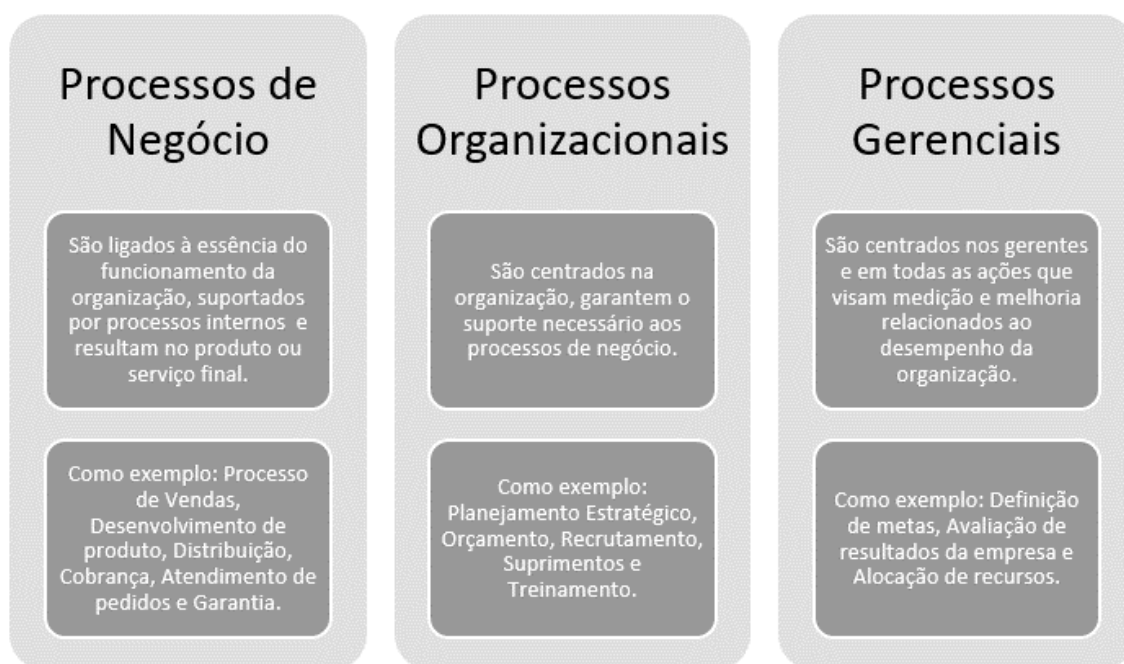 Processos de
Negócio
São ligados à essência do
funcionamento da
organização, suportados
por processos internos e
resultam no produto ou
serviço final.
Como exemplo: Processo
de Vendas,
Desenvolvimento de
produto, Distribuição,
Cobrança, Atendimento de
pedidos e Garantia.
Processos
Organizacionais
São centrados na
organização, garantem o
suporte necessário aos
processos de negócio.
Como exemplo:
Planejamento Estratégico,
Orçamento, Recrutamento,
Suprimentos e
Treinamento.
Processos
Gerenciais
São centrados nos gerentes
e em todas as ações que
visam medição e melhoria
relacionados ao
desempenho da
organização.
Como exemplo: Definição
de metas, Avaliação de
resultados da empresa e
Alocação de recursos.